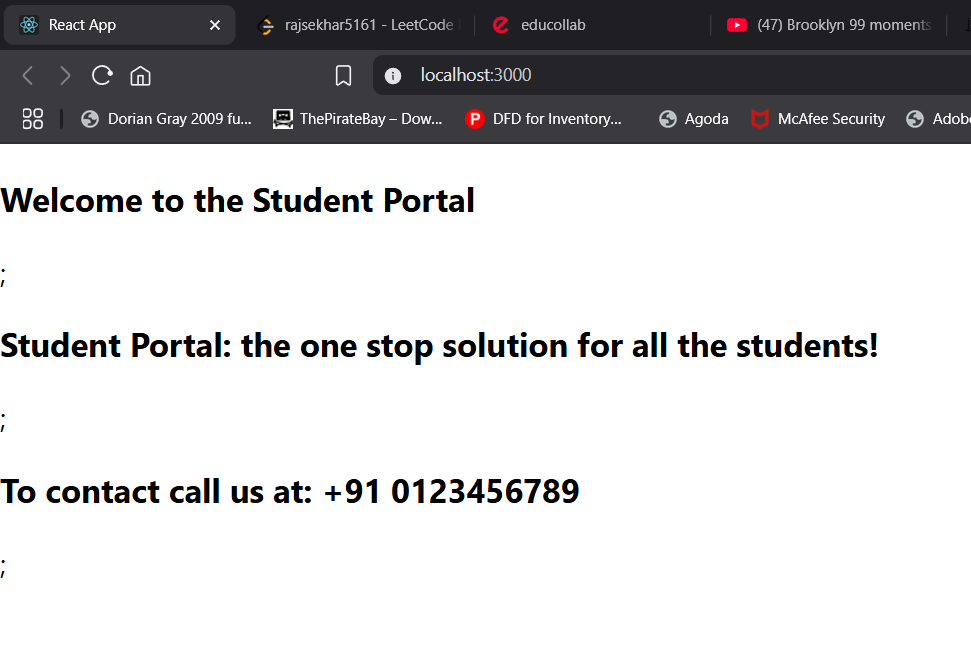 React App
rajsekhar5161 - LeetCode
educollab
(47) Brooklyn 99 moments
localhost:3000
Dorian Gray 2009 fu...
ThePirateBay – Dow...
DFD for Inventory...
Agoda
McAfee Security
Adobe
Welcome to the Student Portal
;
Student Portal: the one stop solution for all the students!
;
To contact call us at: +91 0123456789
;